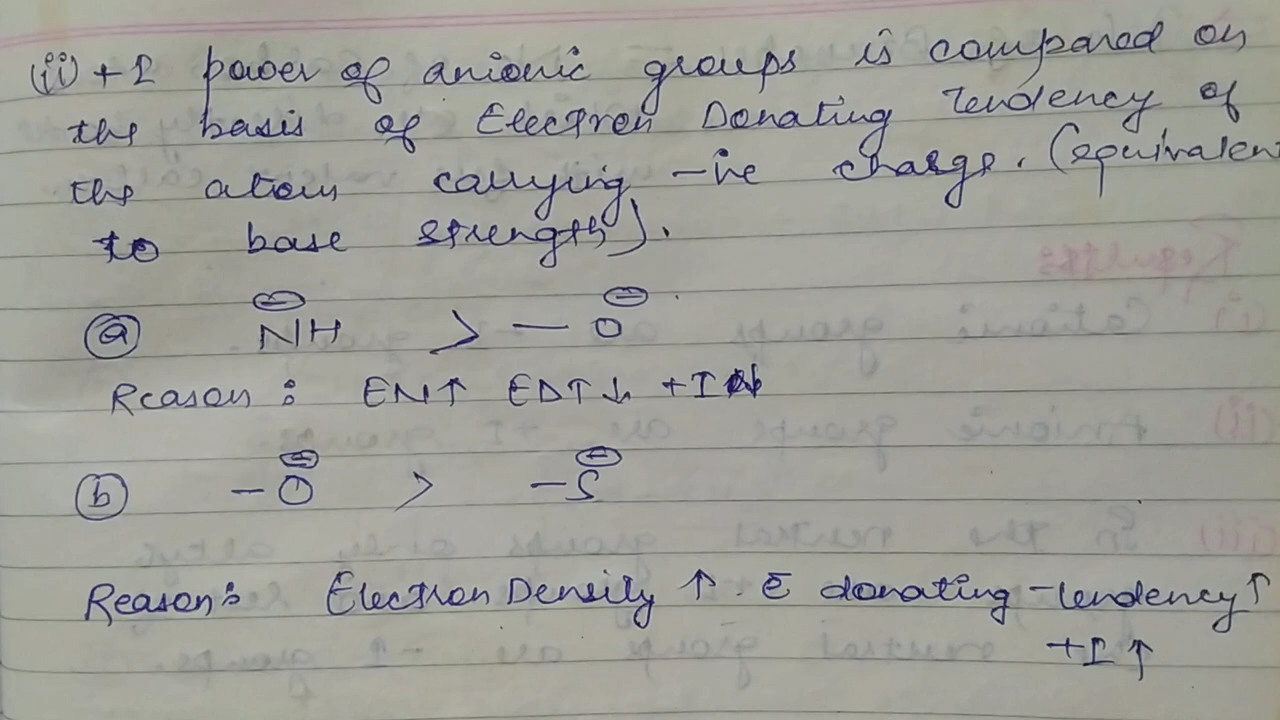 (ii) +I power of anionic groups is compared on
the basis of Electron Donating Tendency of
the atom carrying -ive charge. (equivalent
to base strength).
(a) N⊖H > - O⊖
Reason : EN↑ EDT↓ +I↓
(b) - O⊖ > - S⊖
Reason : Electron Density ↑ . ē donating -tendency ↑
+I ↑